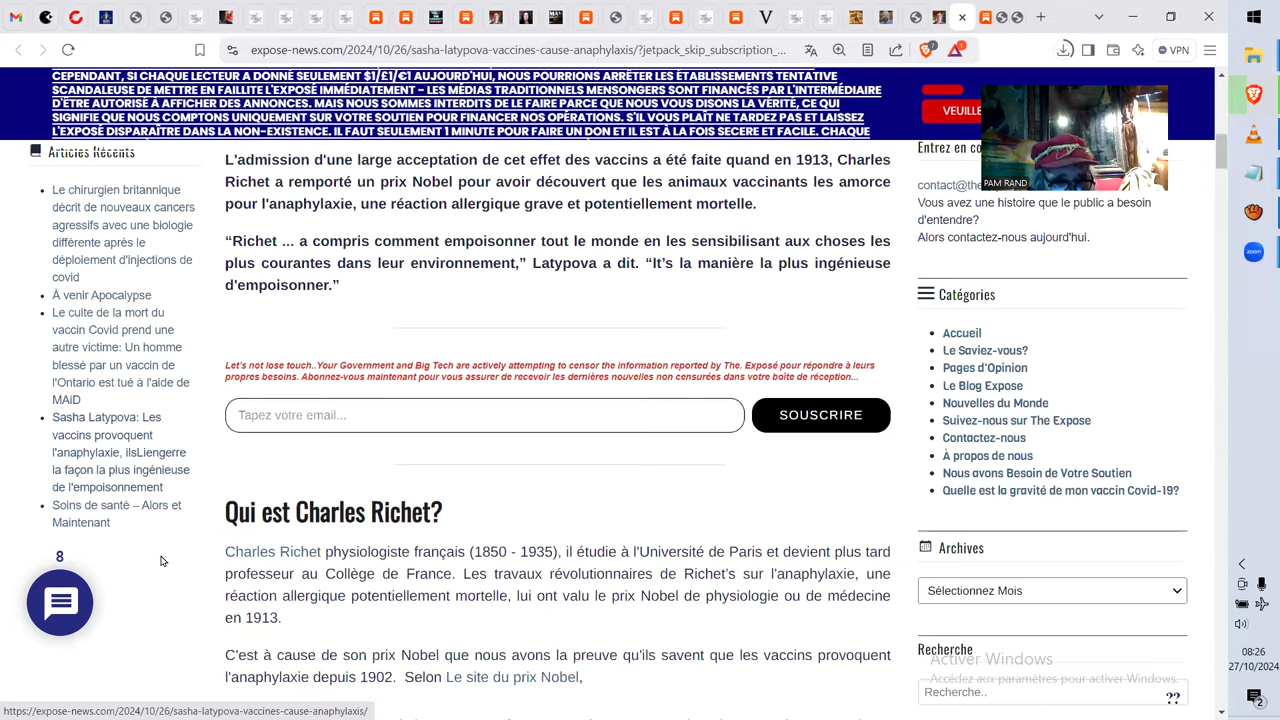 expose-news.com/2024/10/26/sasha-latypova-vaccines-cause-anaphylaxis/?jetpack_skip_subscription_...
VPN
CEPENDANT, SI CHAQUE LECTEUR A DONNÉ SEULEMENT $1/£1/€1 AUJOURD'HUI, NOUS POURRIONS ARRÊTER LES ÉTABLISSEMENTS TENTATIVE
SCANDALEUSE DE METTRE EN FAILLITE L'EXPOSÉ IMMÉDIATEMENT – LES MÉDIAS TRADITIONNELS MENSONGERS SONT FINANCÉS PAR L'INTERMÉDIAIRE
D'ÊTRE AUTORISÉ À AFFICHER DES ANNONCES. MAIS NOUS SOMMES INTERDITS DE LE FAIRE PARCE QUE NOUS VOUS DISONS LA VÉRITÉ, CE QUI
SIGNIFIE QUE NOUS COMPTONS UNIQUEMENT SUR VOTRE SOUTIEN POUR FINANCER NOS OPÉRATIONS. S'IL VOUS PLAÎT NE TARDEZ PAS ET LAISSEZ
L'EXPOSÉ DISPARAÎTRE DANS LA NON-EXISTENCE. IL FAUT SEULEMENT 1 MINUTE POUR FAIRE UN DON ET IL EST À LA FOIS SECERE ET FACILE. CHAQUE
VEUILLE
PAM RAND
Articles Récents
Le chirurgien britannique
décrit de nouveaux cancers
agressifs avec une biologie
différente après le
déploiement d'injections de
covid
À venir Apocalypse
Le culte de la mort du
vaccin Covid prend une
autre victime: Un homme
blessé par un vaccin de
l'Ontario est tué à l'aide de
MAiD
Sasha Latypova: Les
vaccins provoquent
l'anaphylaxie, ilsLiengerre
la façon la plus ingénieuse
de l'empoisonnement
Soins de santé – Alors et
Maintenant
8
L'admission d'une large acceptation de cet effet des vaccins a été faite quand en 1913, Charles
Richet a remporté un prix Nobel pour avoir découvert que les animaux vaccinants les amorce
pour l'anaphylaxie, une réaction allergique grave et potentiellement mortelle.
“Richet ... a compris comment empoisonner tout le monde en les sensibilisant aux choses les
plus courantes dans leur environnement,” Latypova a dit. “It’s la manière la plus ingénieuse
d'empoisonner.”
Let’s not lose touch..Your Government and Big Tech are actively attempting to censor the information reported by The. Exposé pour répondre à leurs
propres besoins. Abonnez-vous maintenant pour vous assurer de recevoir les dernières nouvelles non censurées dans votre boîte de réception...
Tapez votre email...
SOUSCRIRE
Qui est Charles Richet?
Charles Richet physiologiste français (1850 - 1935), il étudie à l'Université de Paris et devient plus tard
professeur au Collège de France. Les travaux révolutionnaires de Richet’s sur l'anaphylaxie, une
réaction allergique potentiellement mortelle, lui ont valu le prix Nobel de physiologie ou de médecine
en 1913.
C'est à cause de son prix Nobel que nous avons la preuve qu'ils savent que les vaccins provoquent
l'anaphylaxie depuis 1902. Selon Le site du prix Nobel,
Entrez en co
contact@the
Vous avez une histoire que le public a besoin
d'entendre?
Alors contactez-nous aujourd'hui.
Catégories
Accueil
Le Saviez-vous?
Pages d'Opinion
Le Blog Expose
Nouvelles du Monde
Suivez-nous sur The Expose
Contactez-nous
À propos de nous
Nous avons Besoin de Votre Soutien
Quelle est la gravité de mon vaccin Covid-19?
Archives
Sélectionnez Mois
Recherche
Activer Windows
Accédez aux paramètres pour activer Windows.
Recherche..
??
https://expose-news.com/2024/10/26/sasha-latypova-vaccines-cause-anaphylaxis/
zoom
08:26
27/10/2024
2